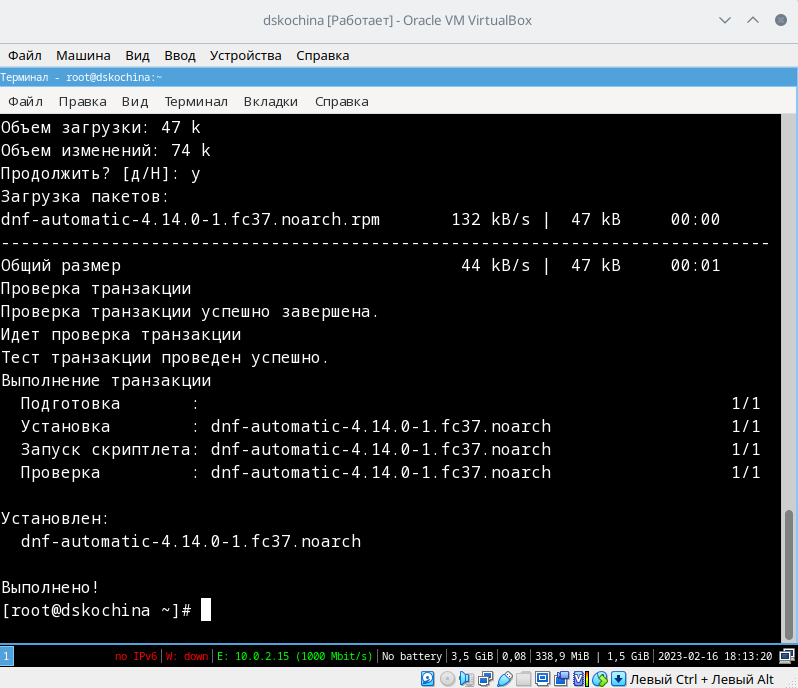 dskochina [Работает] - Oracle VM VirtualBox
Файл Машина Вид Ввод Устройства Справка
Терминал - root@dskochina:~
Файл Правка Вид Терминал Вкладки Справка
Объем загрузки: 47 k
Объем изменений: 74 k
Продолжить? [д/Н]: y
Загрузка пакетов:
dnf-automatic-4.14.0-1.fc37.noarch.rpm 132 kB/s | 47 kB 00:00
-----------------------------------------------------------------------------
Общий размер 44 kB/s | 47 kB 00:01
Проверка транзакции
Проверка транзакции успешно завершена.
Идет проверка транзакции
Тест транзакции проведен успешно.
Выполнение транзакции
Подготовка : 1/1
Установка : dnf-automatic-4.14.0-1.fc37.noarch 1/1
Запуск скриптлета: dnf-automatic-4.14.0-1.fc37.noarch 1/1
Проверка : dnf-automatic-4.14.0-1.fc37.noarch 1/1
Установлен:
dnf-automatic-4.14.0-1.fc37.noarch
Выполнено!
[root@dskochina ~]#
1 no IPv6 | W: down | E: 10.0.2.15 (1000 Mbit/s) | No battery | 3,5 GiB | 0,08 | 338,9 MiB | 1,5 GiB | 2023-02-16 18:13:20
Левый Ctrl + Левый Alt